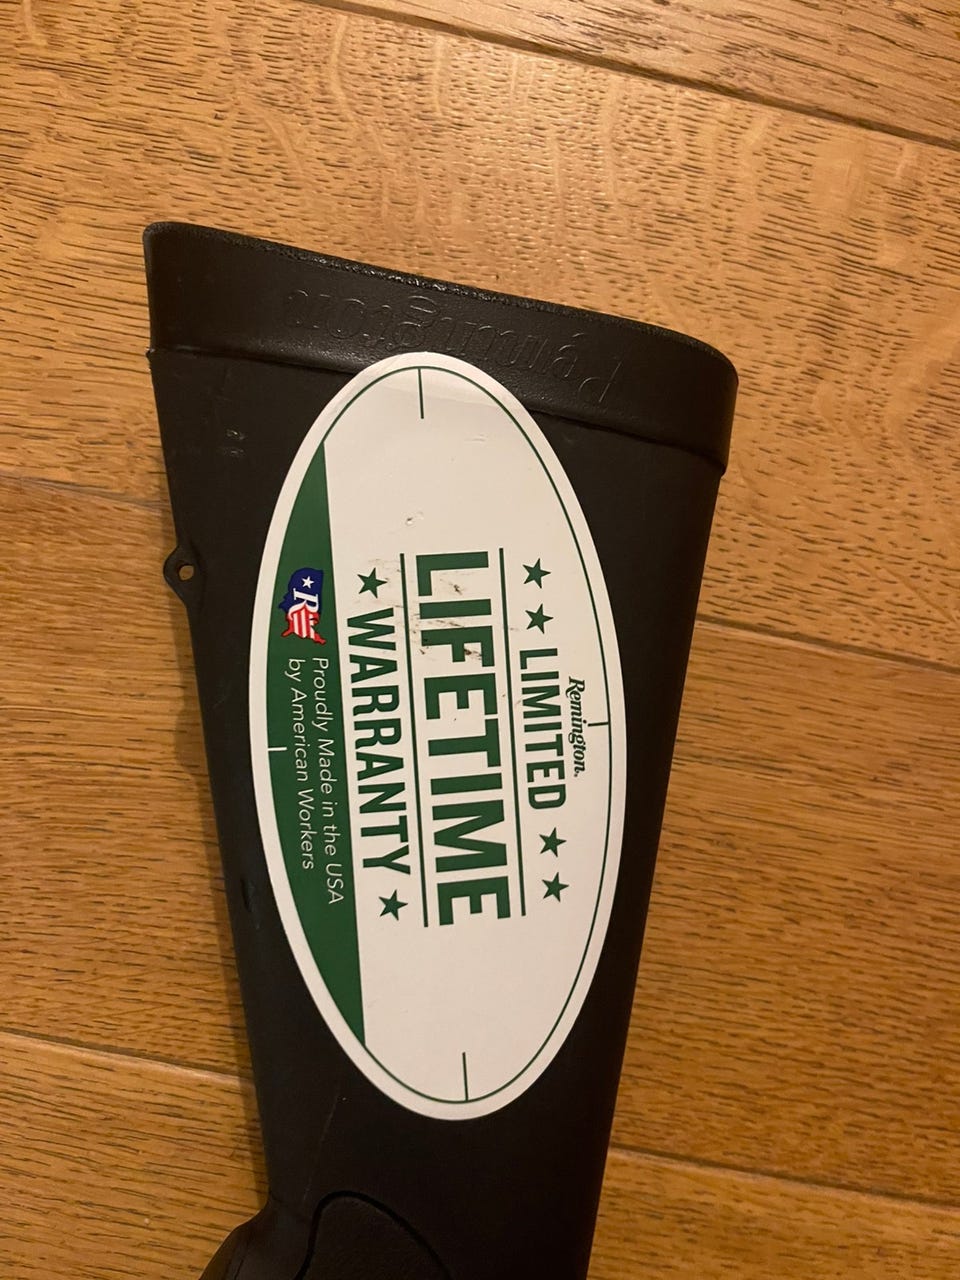 Remington
Remington.
LIMITED
LIFETIME
WARRANTY
R
Proudly Made in the USA
by American Workers